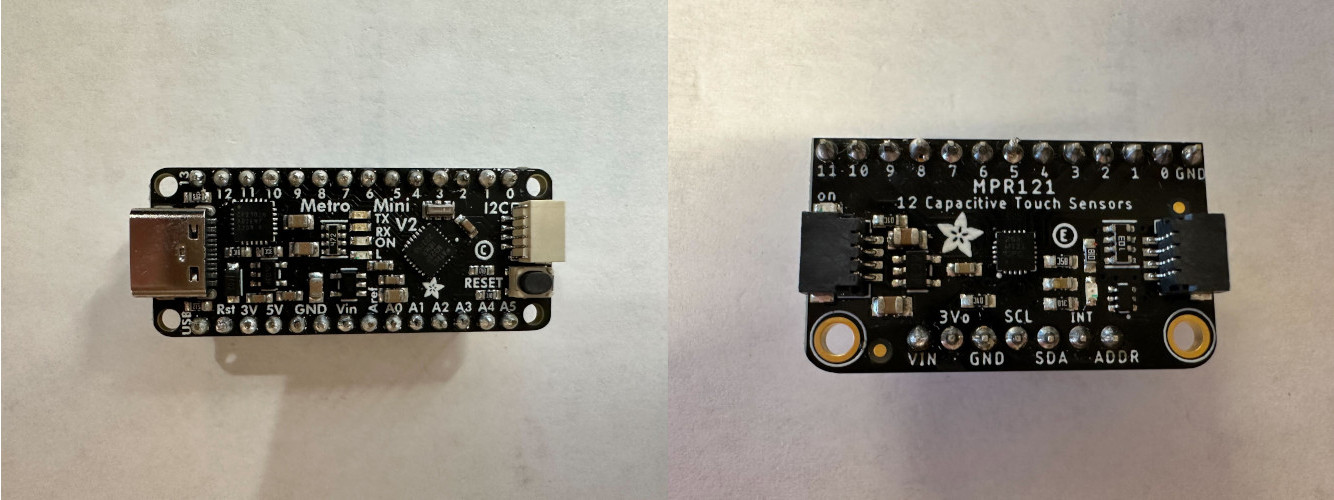 13 12 11 10 9 8 7 6 5 4 3 2 1 0
Metro Mini
V2
I2C
TX
RX
ON
L
RESET
USB Rst 3V 5V GND Vin Aref A0 A1 A2 A3 A4 A5
11 10 9 8 7 6 5 4 3 2 1 0 GND
MPR121
12 Capacitive Touch Sensors
on
3Vo SCL INT
VIN GND SDA ADDR